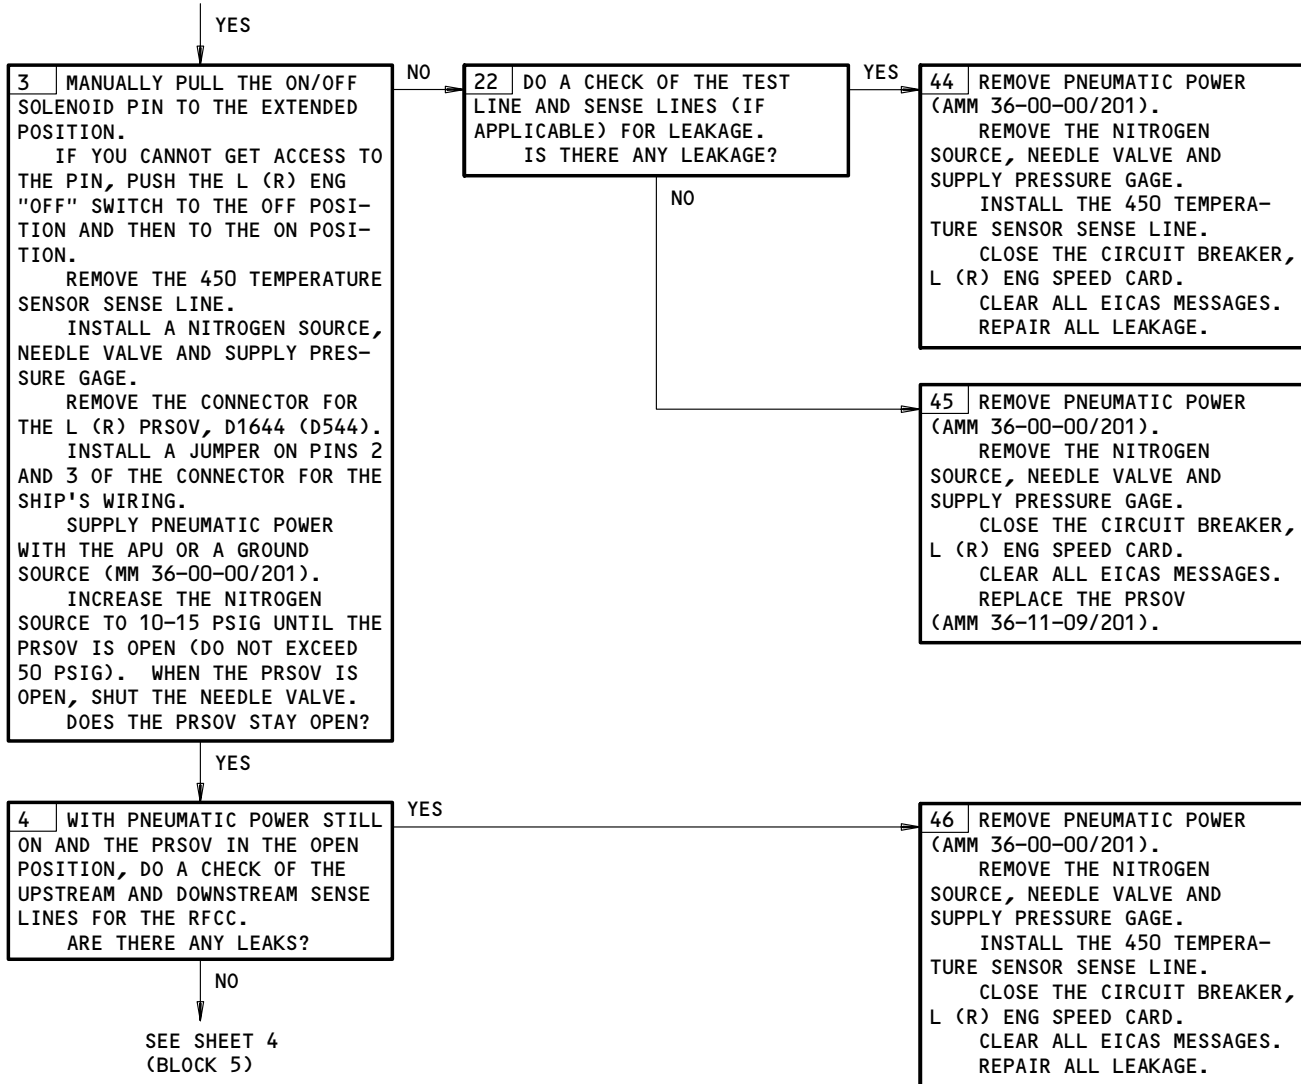 YES
3 MANUALLY PULL THE ON/OFF
SOLENOID PIN TO THE EXTENDED
POSITION.
IF YOU CANNOT GET ACCESS TO
THE PIN, PUSH THE L (R) ENG
"OFF" SWITCH TO THE OFF POSI-
TION AND THEN TO THE ON POSI-
TION.
REMOVE THE 450 TEMPERATURE
SENSOR SENSE LINE.
INSTALL A NITROGEN SOURCE,
NEEDLE VALVE AND SUPPLY PRES-
SURE GAGE.
REMOVE THE CONNECTOR FOR
THE L (R) PRSOV, D1644 (D544).
INSTALL A JUMPER ON PINS 2
AND 3 OF THE CONNECTOR FOR THE
SHIP'S WIRING.
SUPPLY PNEUMATIC POWER
WITH THE APU OR A GROUND
SOURCE (MM 36-00-00/201).
INCREASE THE NITROGEN
SOURCE TO 10-15 PSIG UNTIL THE
PRSOV IS OPEN (DO NOT EXCEED
50 PSIG). WHEN THE PRSOV IS
OPEN, SHUT THE NEEDLE VALVE.
DOES THE PRSOV STAY OPEN?
NO
22 DO A CHECK OF THE TEST
LINE AND SENSE LINES (IF
APPLICABLE) FOR LEAKAGE.
IS THERE ANY LEAKAGE?
YES
44 REMOVE PNEUMATIC POWER
(AMM 36-00-00/201).
REMOVE THE NITROGEN
SOURCE, NEEDLE VALVE AND
SUPPLY PRESSURE GAGE.
INSTALL THE 450 TEMPERA-
TURE SENSOR SENSE LINE.
CLOSE THE CIRCUIT BREAKER,
L (R) ENG SPEED CARD.
CLEAR ALL EICAS MESSAGES.
REPAIR ALL LEAKAGE.
NO
45 REMOVE PNEUMATIC POWER
(AMM 36-00-00/201).
REMOVE THE NITROGEN
SOURCE, NEEDLE VALVE AND
SUPPLY PRESSURE GAGE.
CLOSE THE CIRCUIT BREAKER,
L (R) ENG SPEED CARD.
CLEAR ALL EICAS MESSAGES.
REPLACE THE PRSOV
(AMM 36-11-09/201).
YES
4 WITH PNEUMATIC POWER STILL
ON AND THE PRSOV IN THE OPEN
POSITION, DO A CHECK OF THE
UPSTREAM AND DOWNSTREAM SENSE
LINES FOR THE RFCC.
ARE THERE ANY LEAKS?
YES
46 REMOVE PNEUMATIC POWER
(AMM 36-00-00/201).
REMOVE THE NITROGEN
SOURCE, NEEDLE VALVE AND
SUPPLY PRESSURE GAGE.
INSTALL THE 450 TEMPERA-
TURE SENSOR SENSE LINE.
CLOSE THE CIRCUIT BREAKER,
L (R) ENG SPEED CARD.
CLEAR ALL EICAS MESSAGES.
REPAIR ALL LEAKAGE.
NO
SEE SHEET 4
(BLOCK 5)